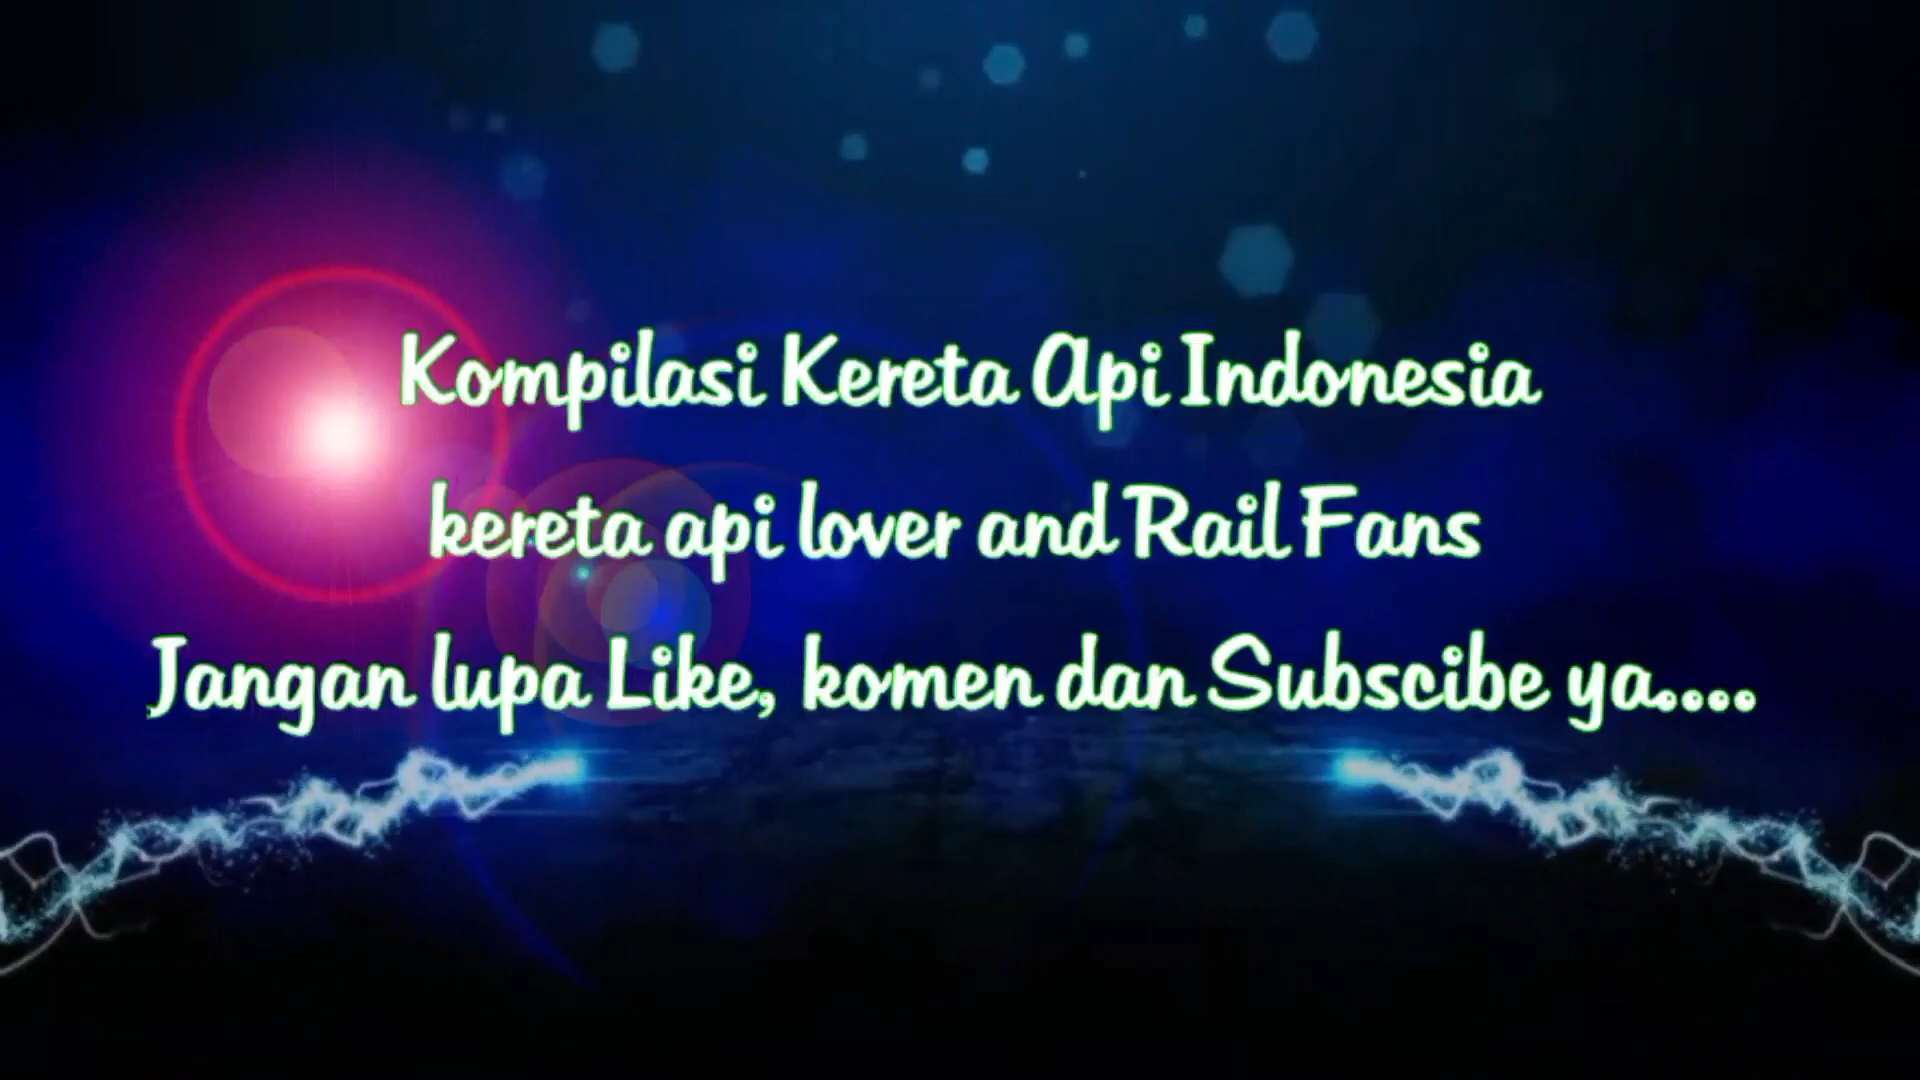 Kompilasi Kereta Api Indonesia
kereta api lover and Rail Fans
Jangan lupa Like, komen dan Subscibe ya....